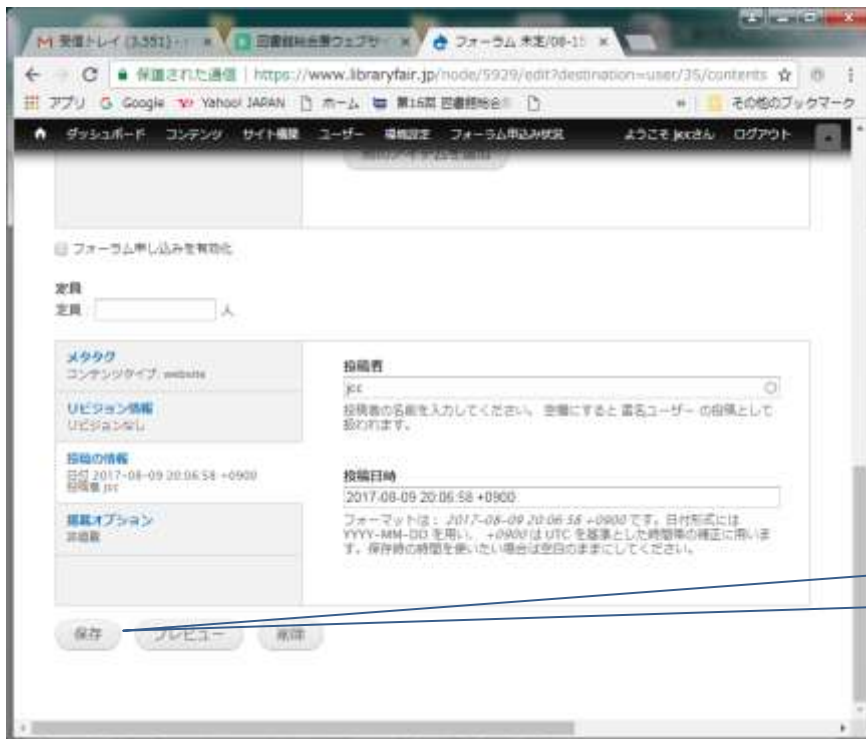 受信トレイ (3,551) -
図書館総合展ウェブサ
フォーラム 未定/08-15
保護された通信 | https://www.libraryfair.jp/node/5929/edit?destination=user/35/contents
アプリ Google Yahoo! JAPAN ホーム 第16回 図書館総合 その他のブックマーク
ダッシュボード コンテンツ サイト構築 ユーザー 環境設定 フォーラム申込み状況 ようこそ jccさん ログアウト
別のアイテムを追加
フォーラム申し込みを有効化
定員
定員 人
メタタグ
コンテンツタイプ: website
リビジョン情報
リビジョンなし
投稿の情報
日付 2017-08-09 20:06:58 +0900
投稿者 jcc
掲載オプション
非掲載
投稿者
jcc
投稿者の名前を入力してください。 空欄にすると 匿名ユーザー の投稿として
扱われます。
投稿日時
2017-08-09 20:06:58 +0900
フォーマットは： 2017-08-09 20:06:58 +0900 です。日付形式には
YYYY-MM-DD を用い、 +0900 は UTC を基準とした時間帯の補正に用いま
す。保存時の時間を使いたい場合は空白のままにしてください。
保存 プレビュー 削除